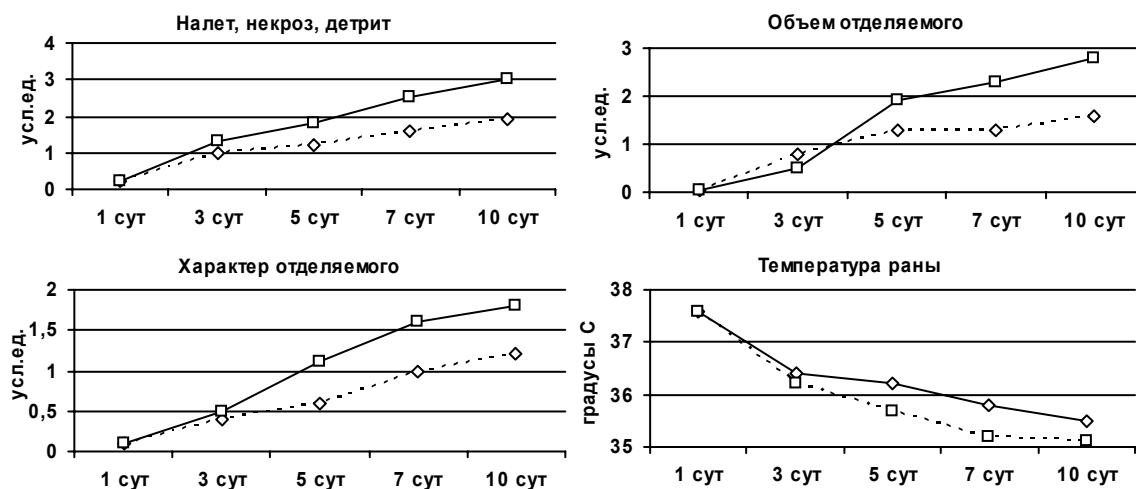 Налет, некроз, детрит
усл.ед.
4
3
2
1
0
1 сут 3 сут 5 сут 7 сут 10 сут
Объем отделяемого
усл.ед.
3
2
1
0
1 сут 3 сут 5 сут 7 сут 10 сут
Характер отделяемого
усл.ед.
2
1,5
1
0,5
0
1 сут 3 сут 5 сут 7 сут 10 сут
Температура раны
градусы С
38
37
36
35
1 сут 3 сут 5 сут 7 сут 10 сут